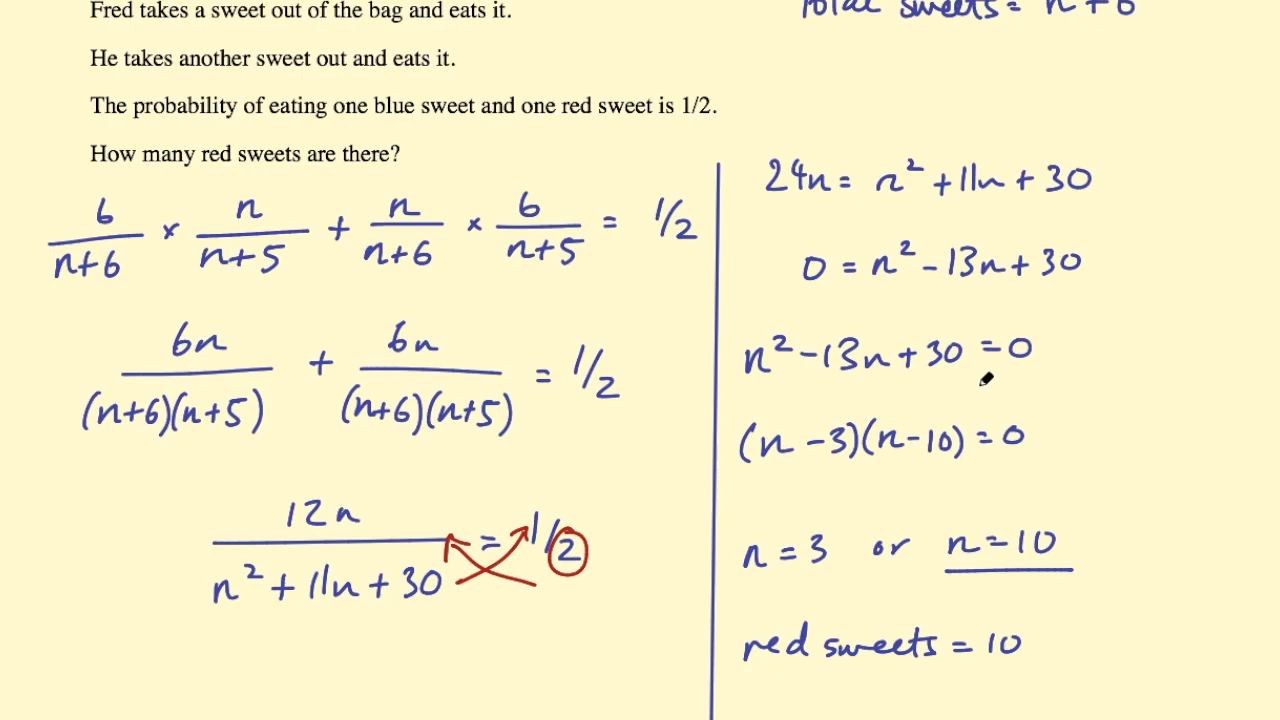 Fred takes a sweet out of the bag and eats it.
total sweets = n + 6
He takes another sweet out and eats it.
The probability of eating one blue sweet and one red sweet is 1/2.
How many red sweets are there?
6/(n+6) × n/(n+5) + n/(n+6) × 6/(n+5) = 1/2
6n/((n+6)(n+5)) + 6n/((n+6)(n+5)) = 1/2
12n/(n² + 11n + 30) = 1/2
24n = n² + 11n + 30
0 = n² - 13n + 30
n² - 13n + 30 = 0
(n - 3)(n - 10) = 0
n = 3 or n = 10
red sweets = 10